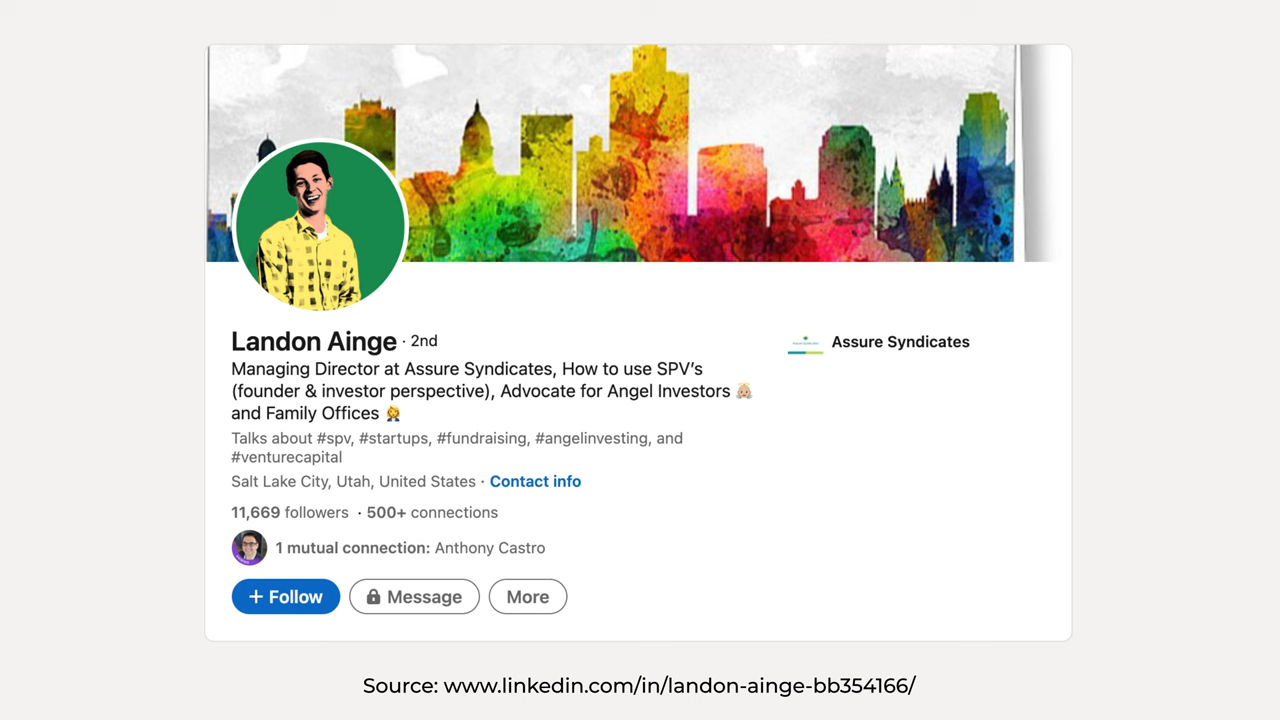 Landon Ainge · 2nd
Managing Director at Assure Syndicates, How to use SPV's
(founder & investor perspective), Advocate for Angel Investors 👼🏼
and Family Offices 🤵
Talks about #spv, #startups, #fundraising, #angelinvesting, and
#venturecapital
Salt Lake City, Utah, United States · Contact info
11,669 followers · 500+ connections
1 mutual connection: Anthony Castro
+ Follow
Message
More
Assure Syndicates
Assure Syndicates
Source: www.linkedin.com/in/landon-ainge-bb354166/